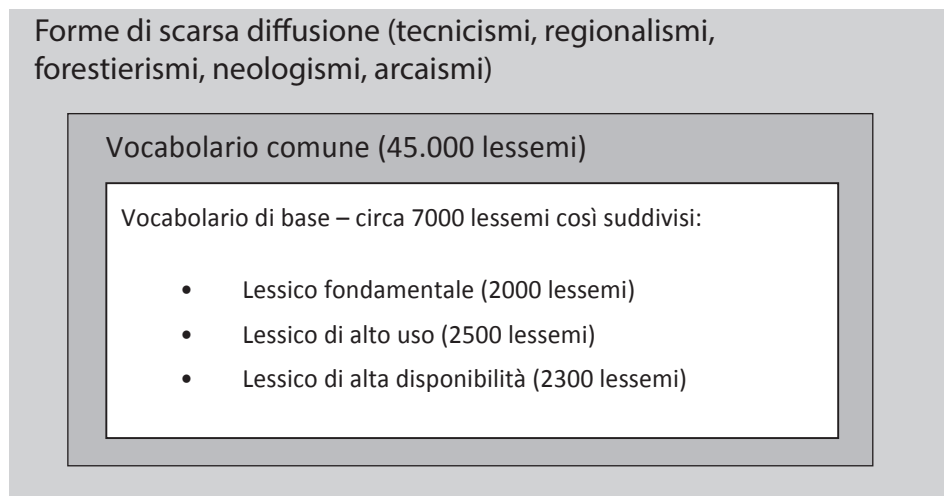 Forme di scarsa diffusione (tecnicismi, regionalismi,
forestierismi, neologismi, arcaismi)
Vocabolario comune (45.000 lessemi)
Vocabolario di base – circa 7000 lessemi così suddivisi:
• Lessico fondamentale (2000 lessemi)
• Lessico di alto uso (2500 lessemi)
• Lessico di alta disponibilità (2300 lessemi)